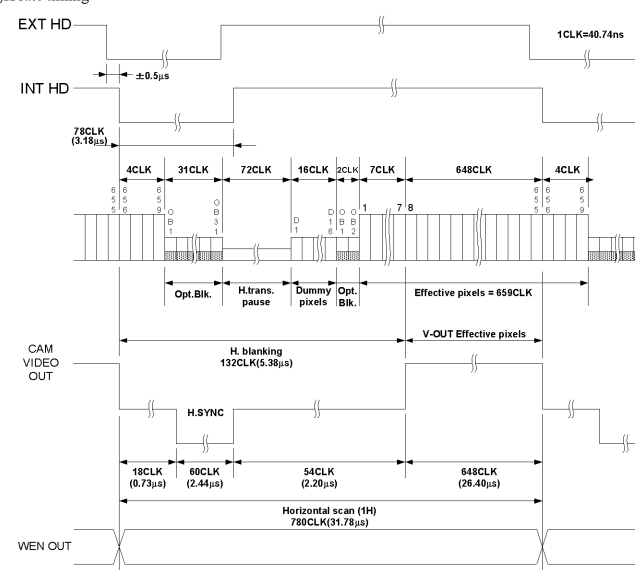 EXT HD
1CLK=40.74ns
±0.5µs
INT HD
78CLK
(3.18µs)
4CLK 31CLK 72CLK 16CLK 2CLK 7CLK 648CLK 4CLK
655 656 659 OB1 OB31 D1 D16 OB1 OB2 1 7 8 655 656 659
Opt.Blk. H.trans. pause Dummy pixels Opt. Blk. Effective pixels = 659CLK
H. blanking
132CLK(5.38µs)
V-OUT Effective pixels
CAM
VIDEO
OUT
H.SYNC
18CLK
(0.73µs)
60CLK
(2.44µs)
54CLK
(2.20µs)
648CLK
(26.40µs)
Horizontal scan (1H)
780CLK(31.78µs)
WEN OUT